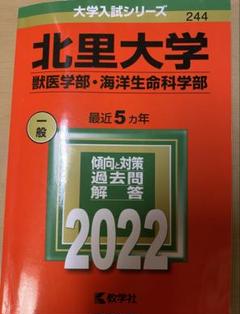 大学入試シリーズ
244
北里大学
獣医学部・海洋生命科学部
一般
最近5ヵ年
傾向と対策
過去問
解答
2022
教学社